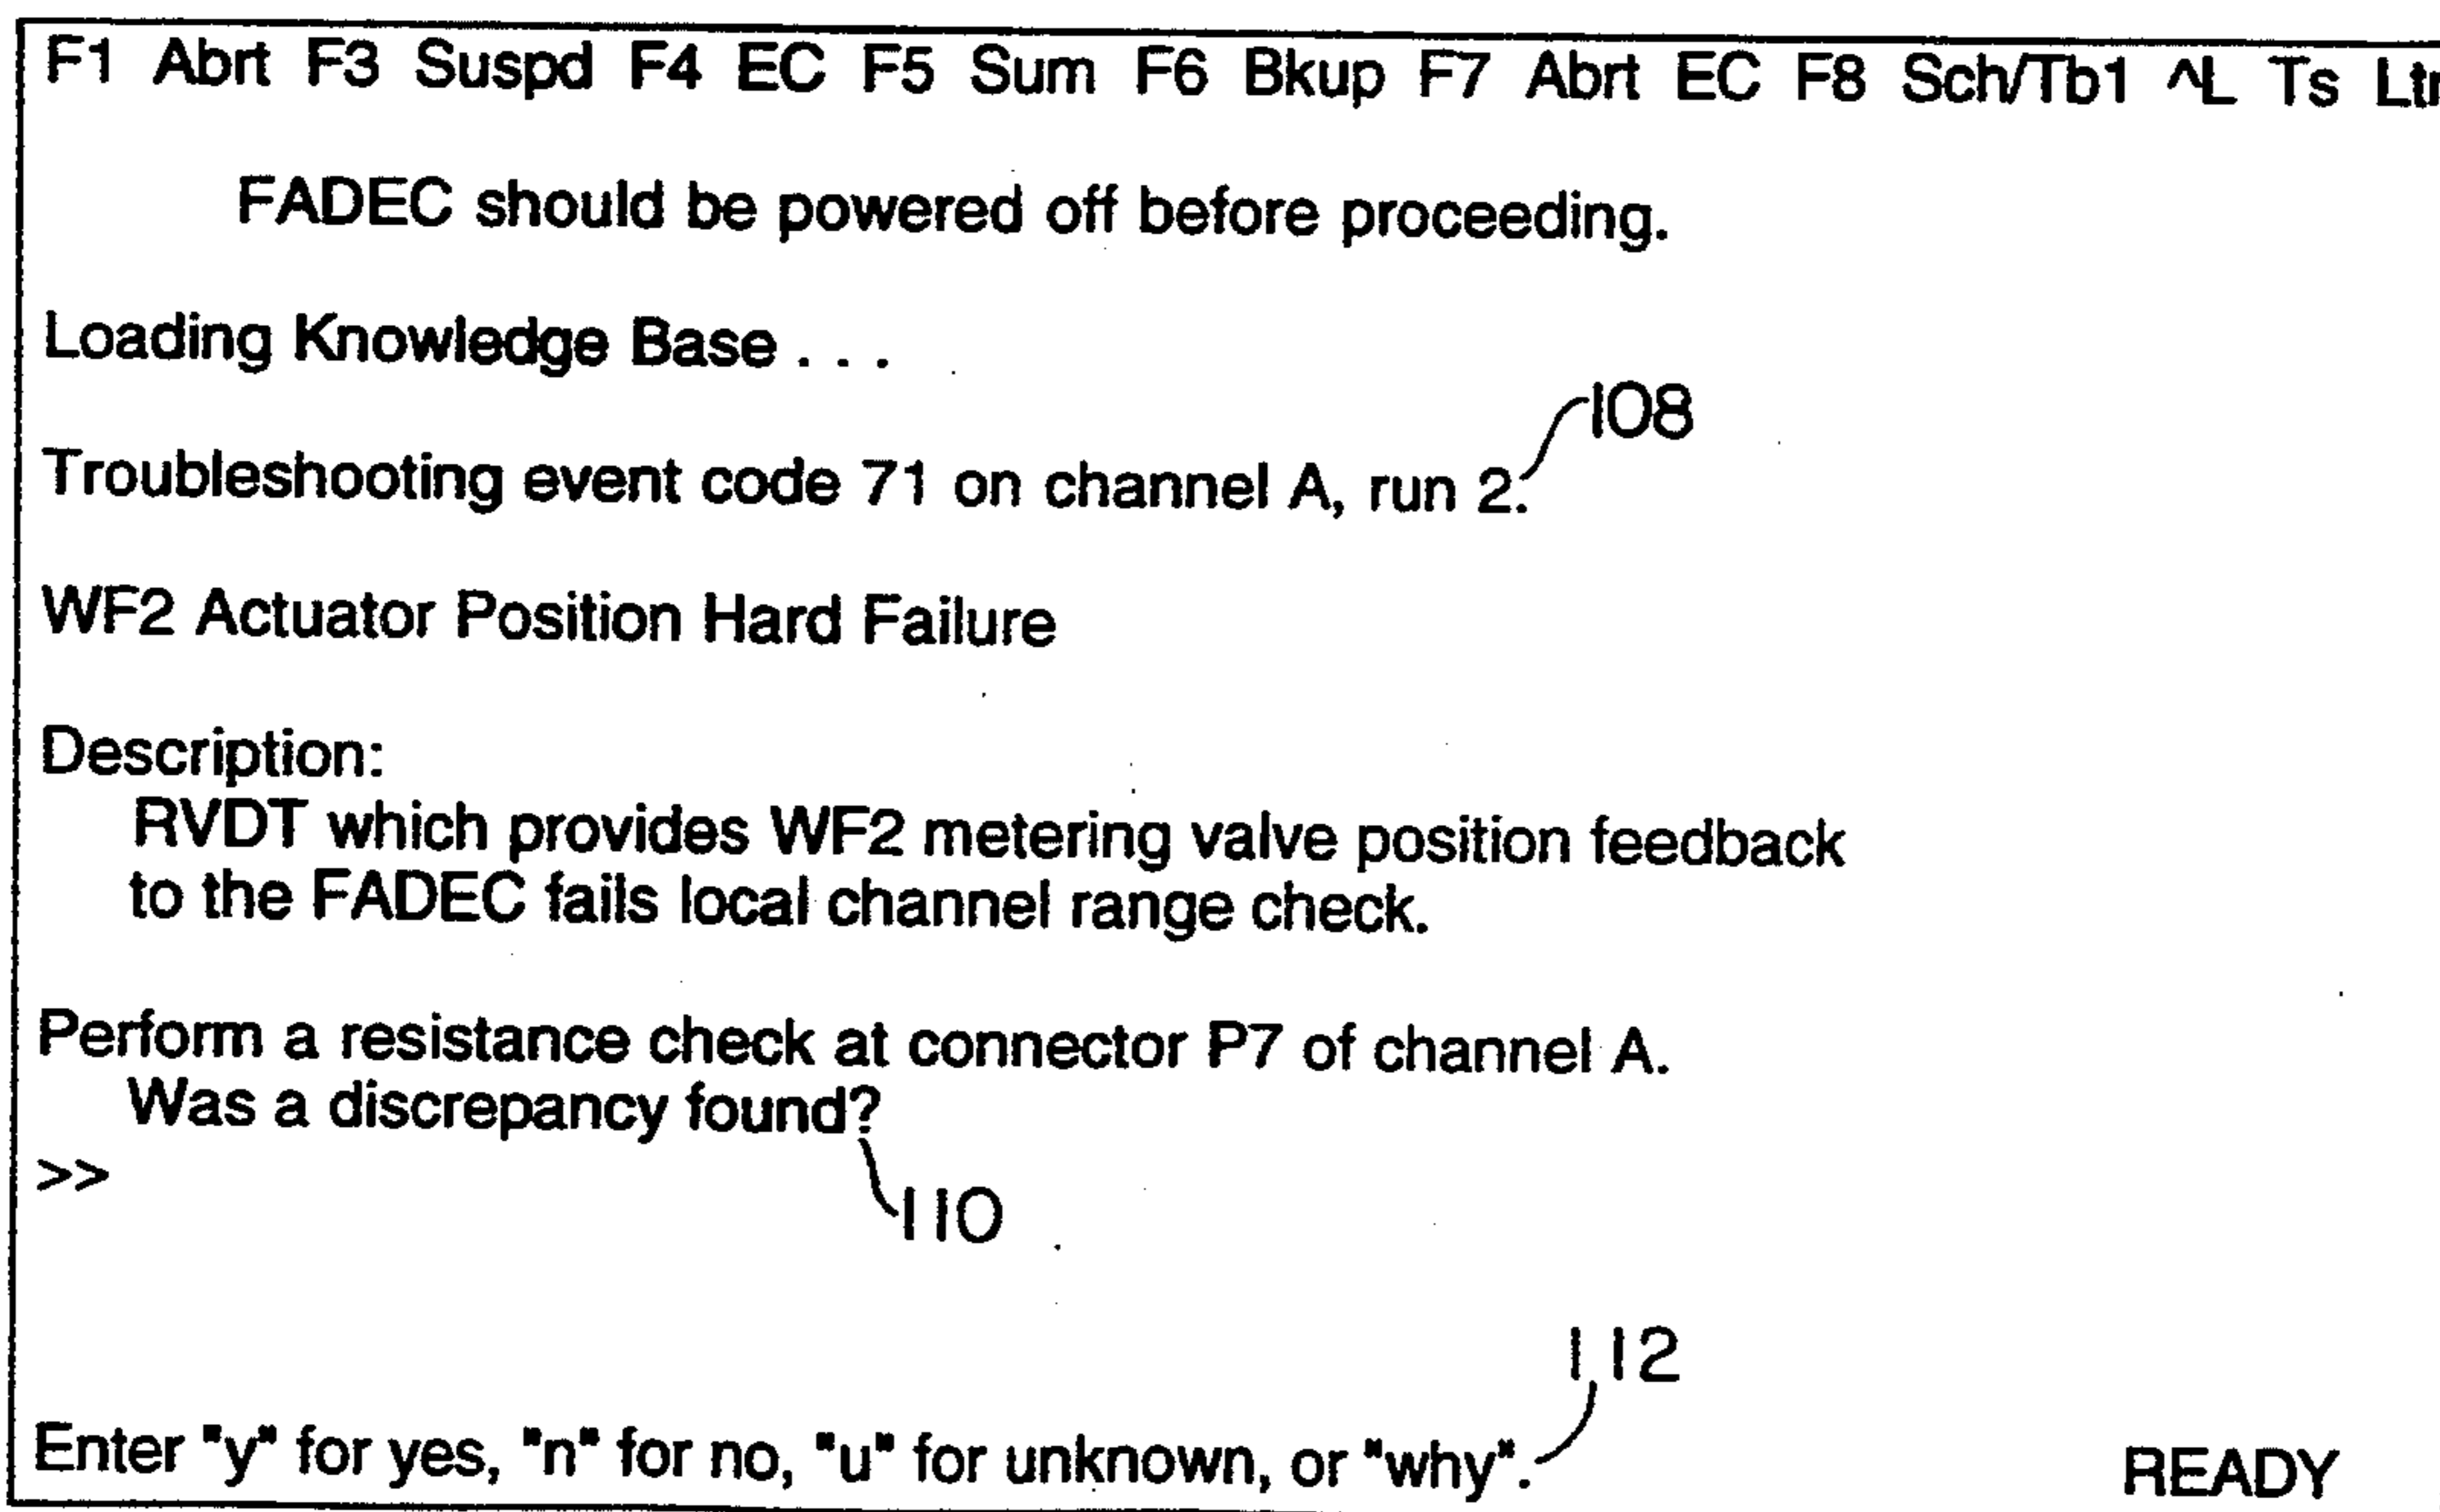 F1 Abrt F3 Suspd F4 EC F5 Sum F6 Bkup F7 Abrt EC F8 Sch/Tb1 ^L Ts
FADEC should be powered off before proceeding.
Loading Knowledge Base . . .
108
Troubleshooting event code 71 on channel A, run 2.
WF2 Actuator Position Hard Failure
Description:
RVDT which provides WF2 metering valve position feedback
to the FADEC fails local channel range check.
Perform a resistance check at connector P7 of channel A.
Was a discrepancy found?
>>
110
112
Enter "y" for yes, "n" for no, "u" for unknown, or "why".
READY